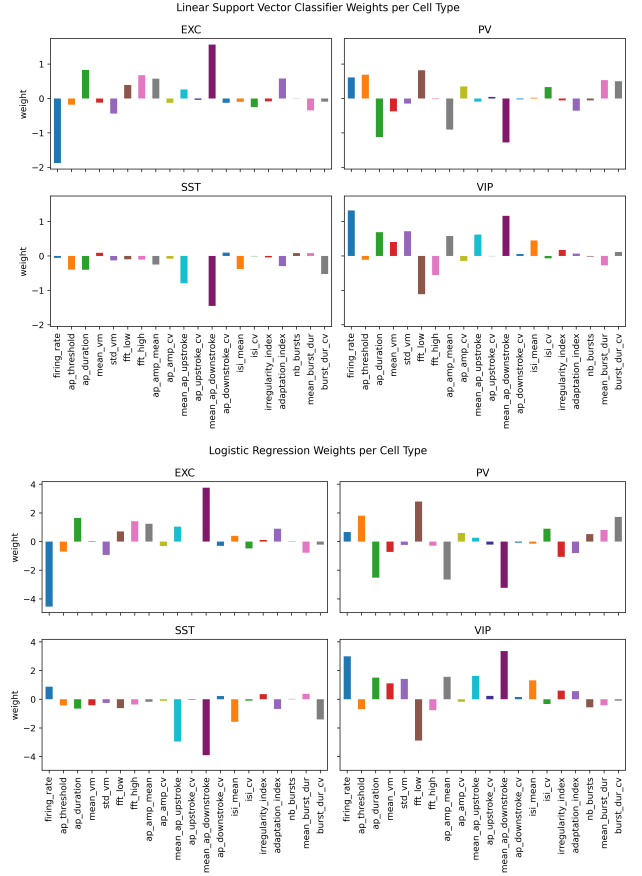 Linear Support Vector Classifier Weights per Cell Type
EXC
PV
weight
1
0
−1
−2
SST
VIP
weight
1
0
−1
−2
firing_rate
ap_threshold
ap_duration
mean_vm
std_vm
fft_low
fft_high
ap_amp_mean
ap_amp_cv
mean_ap_upstroke
ap_upstroke_cv
mean_ap_downstroke
ap_downstroke_cv
isi_mean
isi_cv
irregularity_index
adaptation_index
nb_bursts
mean_burst_dur
burst_dur_cv
firing_rate
ap_threshold
ap_duration
mean_vm
std_vm
fft_low
fft_high
ap_amp_mean
ap_amp_cv
mean_ap_upstroke
ap_upstroke_cv
mean_ap_downstroke
ap_downstroke_cv
isi_mean
isi_cv
irregularity_index
adaptation_index
nb_bursts
mean_burst_dur
burst_dur_cv
Logistic Regression Weights per Cell Type
EXC
PV
weight
4
2
0
−2
−4
SST
VIP
weight
4
2
0
−2
−4
firing_rate
ap_threshold
ap_duration
mean_vm
std_vm
fft_low
fft_high
ap_amp_mean
ap_amp_cv
mean_ap_upstroke
ap_upstroke_cv
mean_ap_downstroke
ap_downstroke_cv
isi_mean
isi_cv
irregularity_index
adaptation_index
nb_bursts
mean_burst_dur
burst_dur_cv
firing_rate
ap_threshold
ap_duration
mean_vm
std_vm
fft_low
fft_high
ap_amp_mean
ap_amp_cv
mean_ap_upstroke
ap_upstroke_cv
mean_ap_downstroke
ap_downstroke_cv
isi_mean
isi_cv
irregularity_index
adaptation_index
nb_bursts
mean_burst_dur
burst_dur_cv